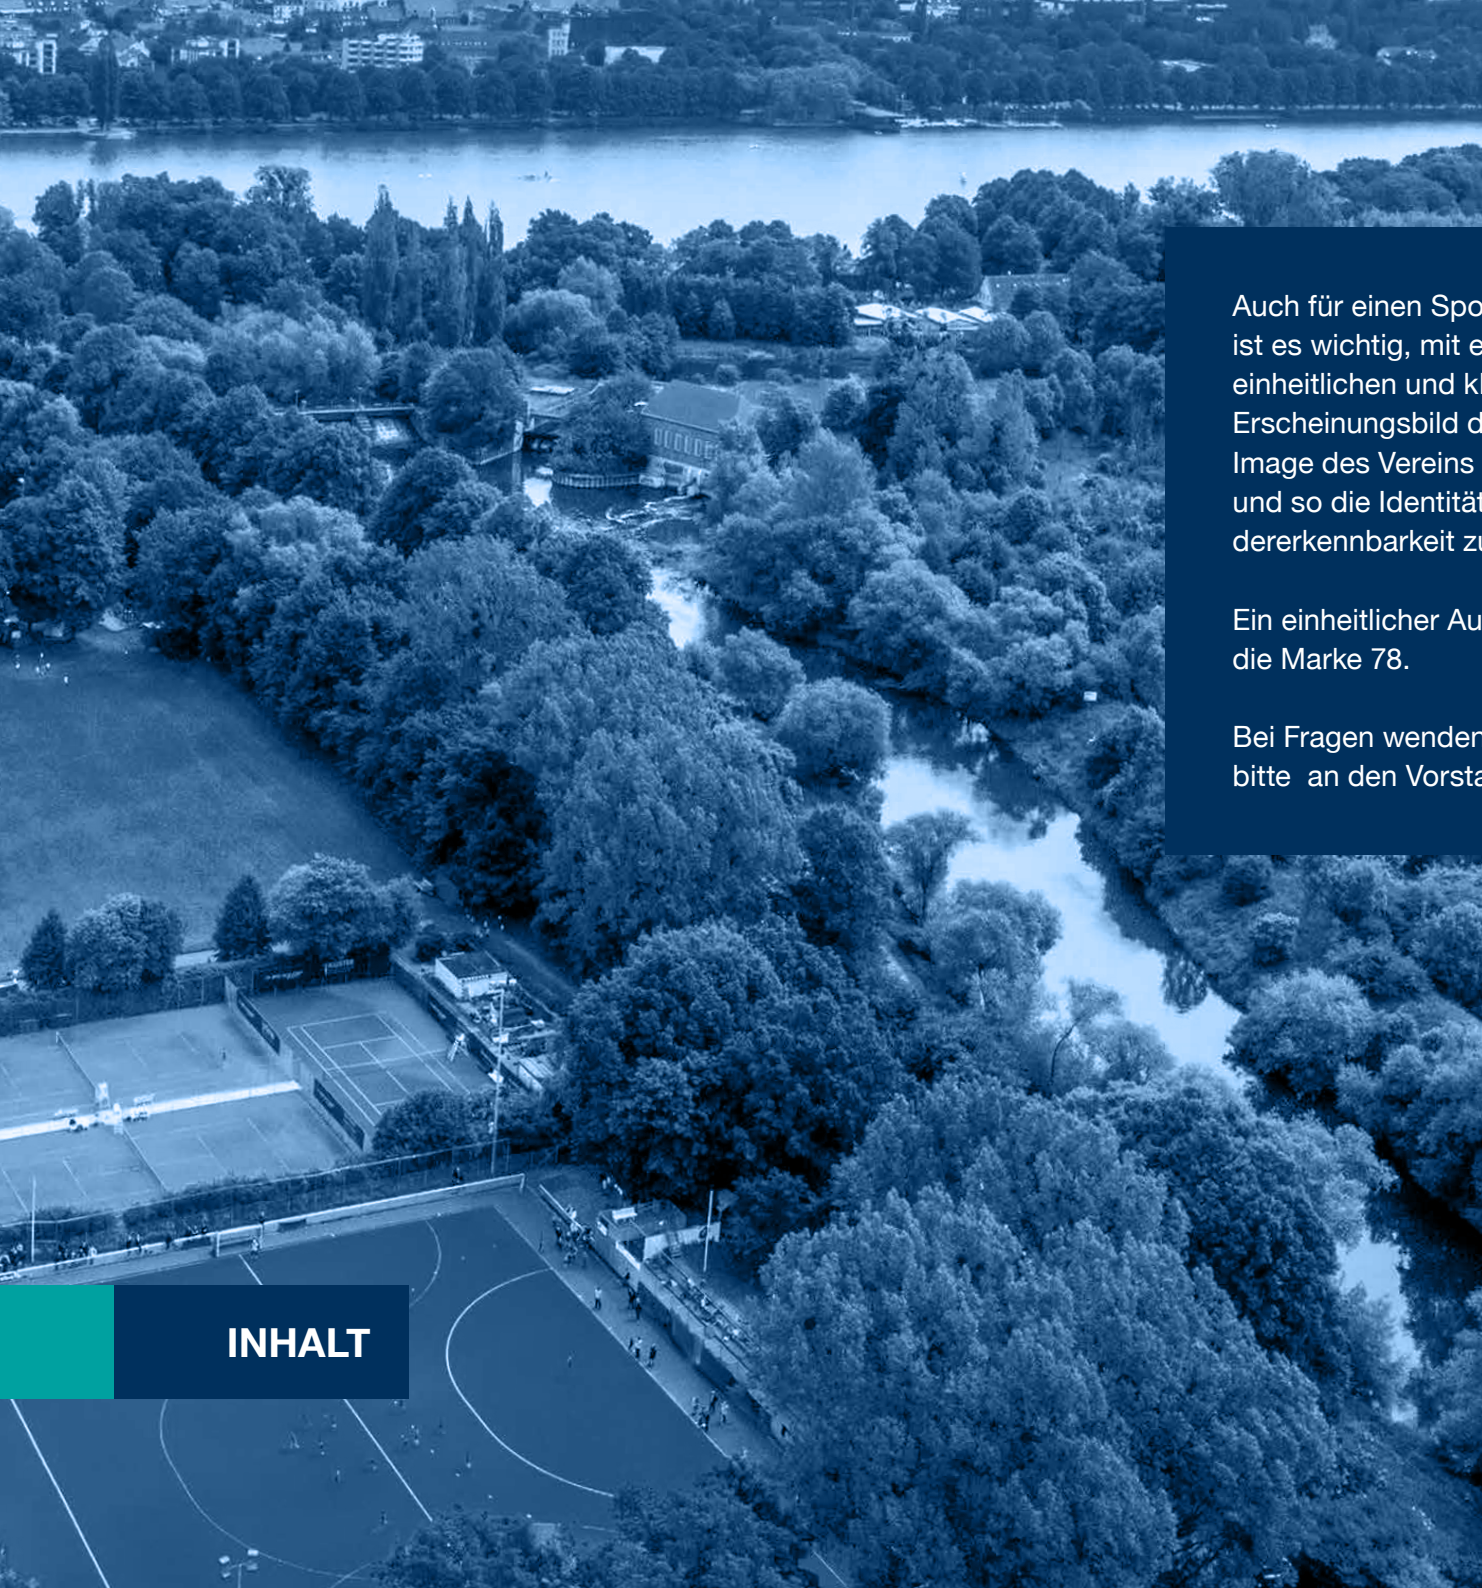 Auch für einen Spo
ist es wichtig, mit e
einheitlichen und kl
Erscheinungsbild d
Image des Vereins
und so die Identität
dererkennbarkeit zu
Ein einheitlicher Au
die Marke 78.
Bei Fragen wenden
bitte an den Vorsta
INHALT